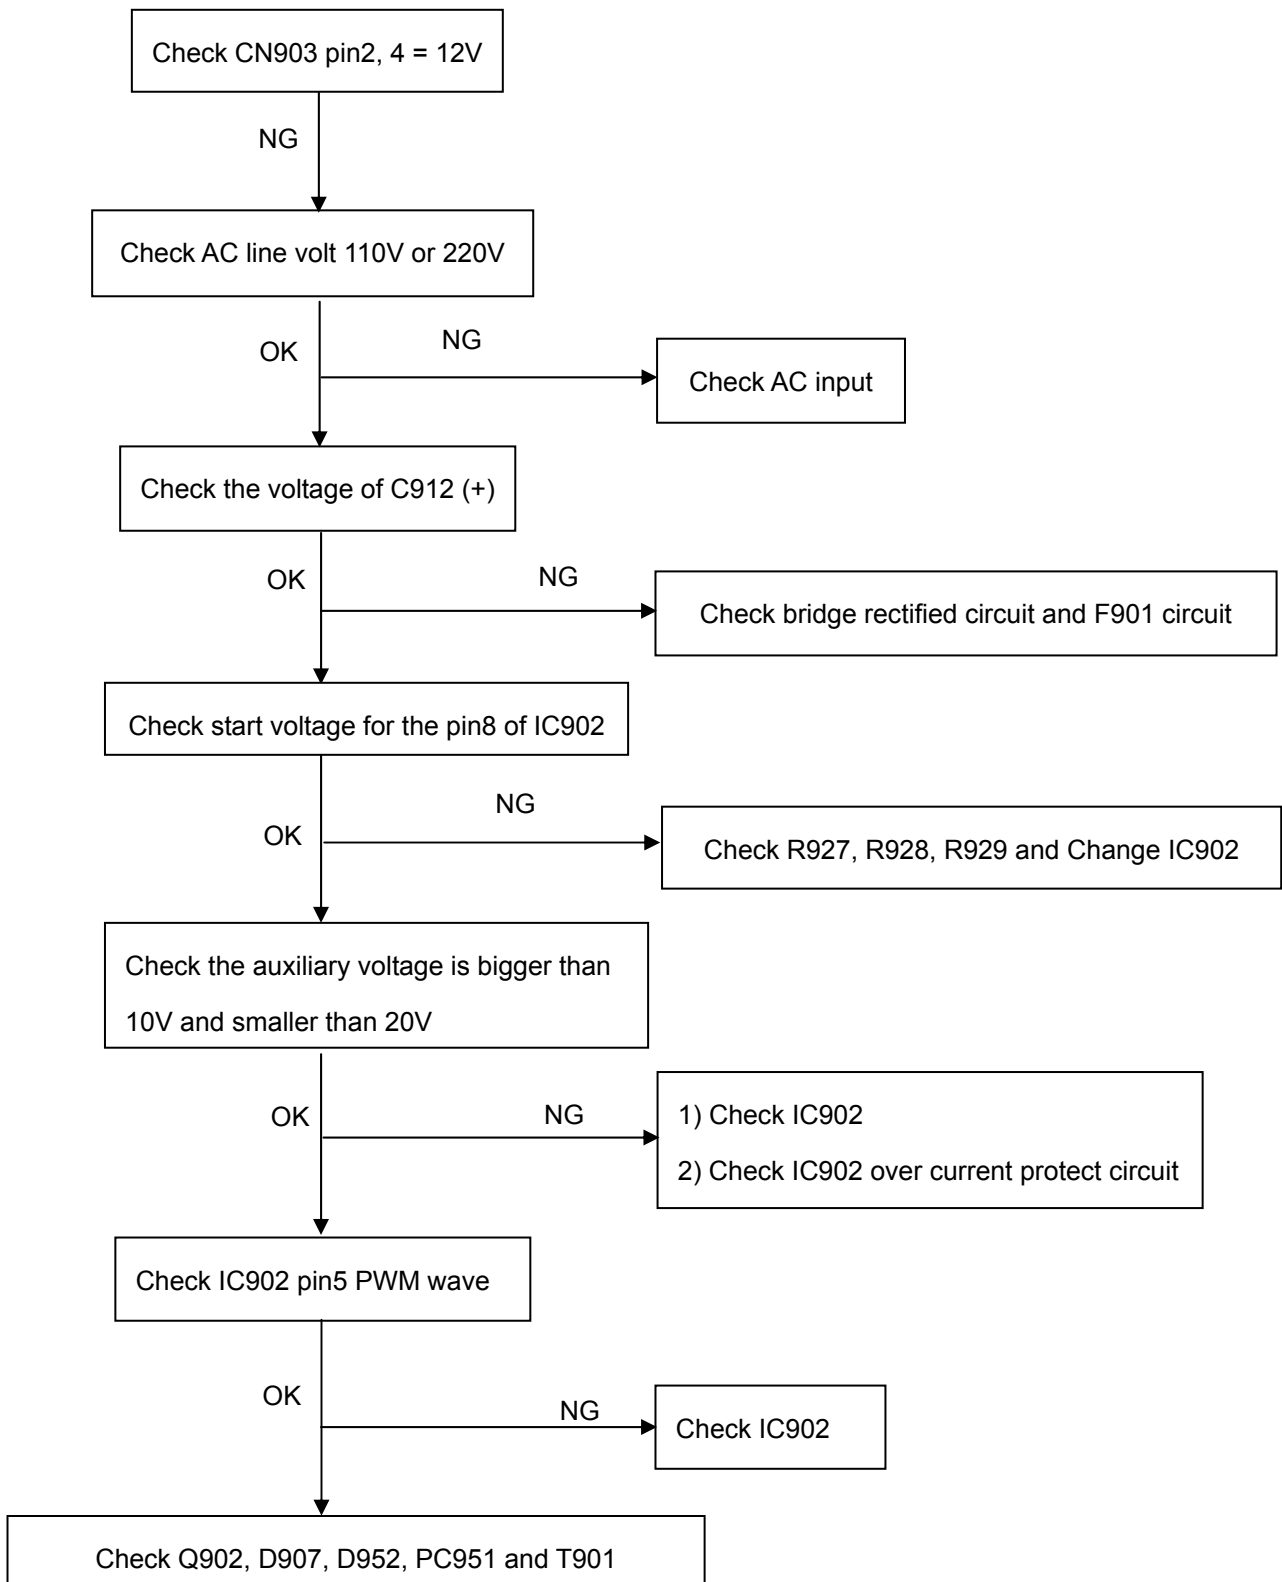 Check CN903 pin2, 4 = 12V
NG
Check AC line volt 110V or 220V
OK
NG
Check AC input
Check the voltage of C912 (+)
OK
NG
Check bridge rectified circuit and F901 circuit
Check start voltage for the pin8 of IC902
OK
NG
Check R927, R928, R929 and Change IC902
Check the auxiliary voltage is bigger than
10V and smaller than 20V
OK
NG
1) Check IC902
2) Check IC902 over current protect circuit
Check IC902 pin5 PWM wave
OK
NG
Check IC902
Check Q902, D907, D952, PC951 and T901